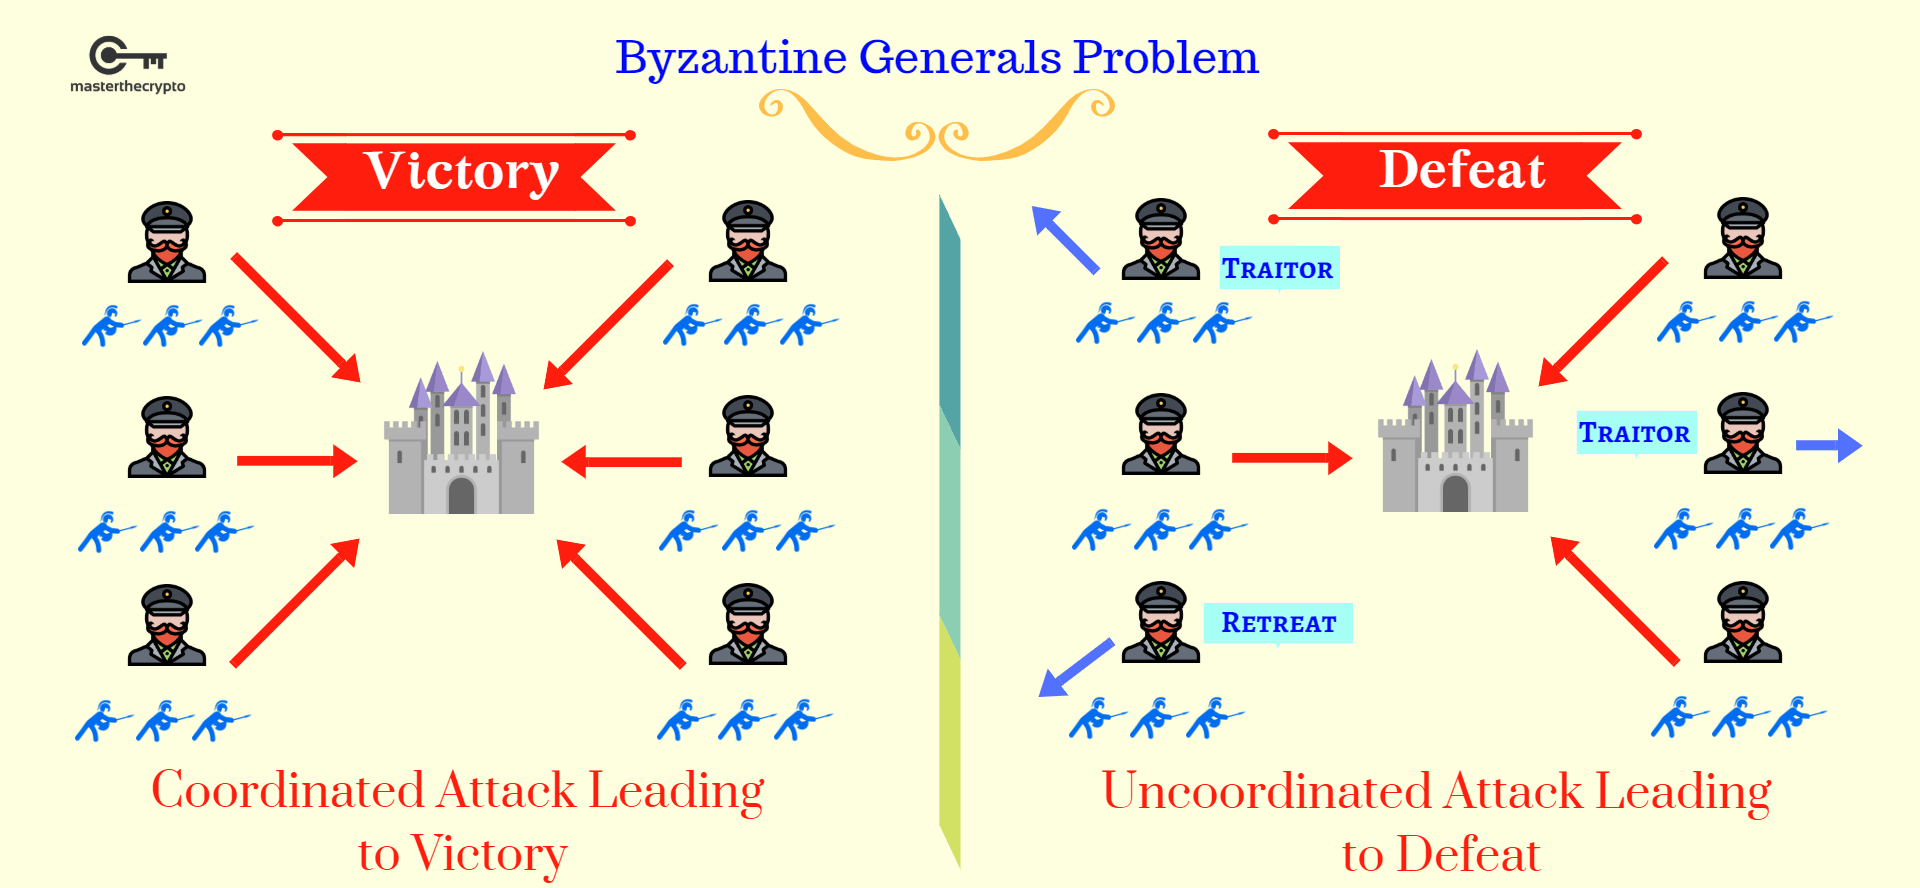 masterthecrypto
Byzantine Generals Problem
Victory
Coordinated Attack Leading
to Victory
Defeat
Traitor
Traitor
Retreat
Uncoordinated Attack Leading
to Defeat